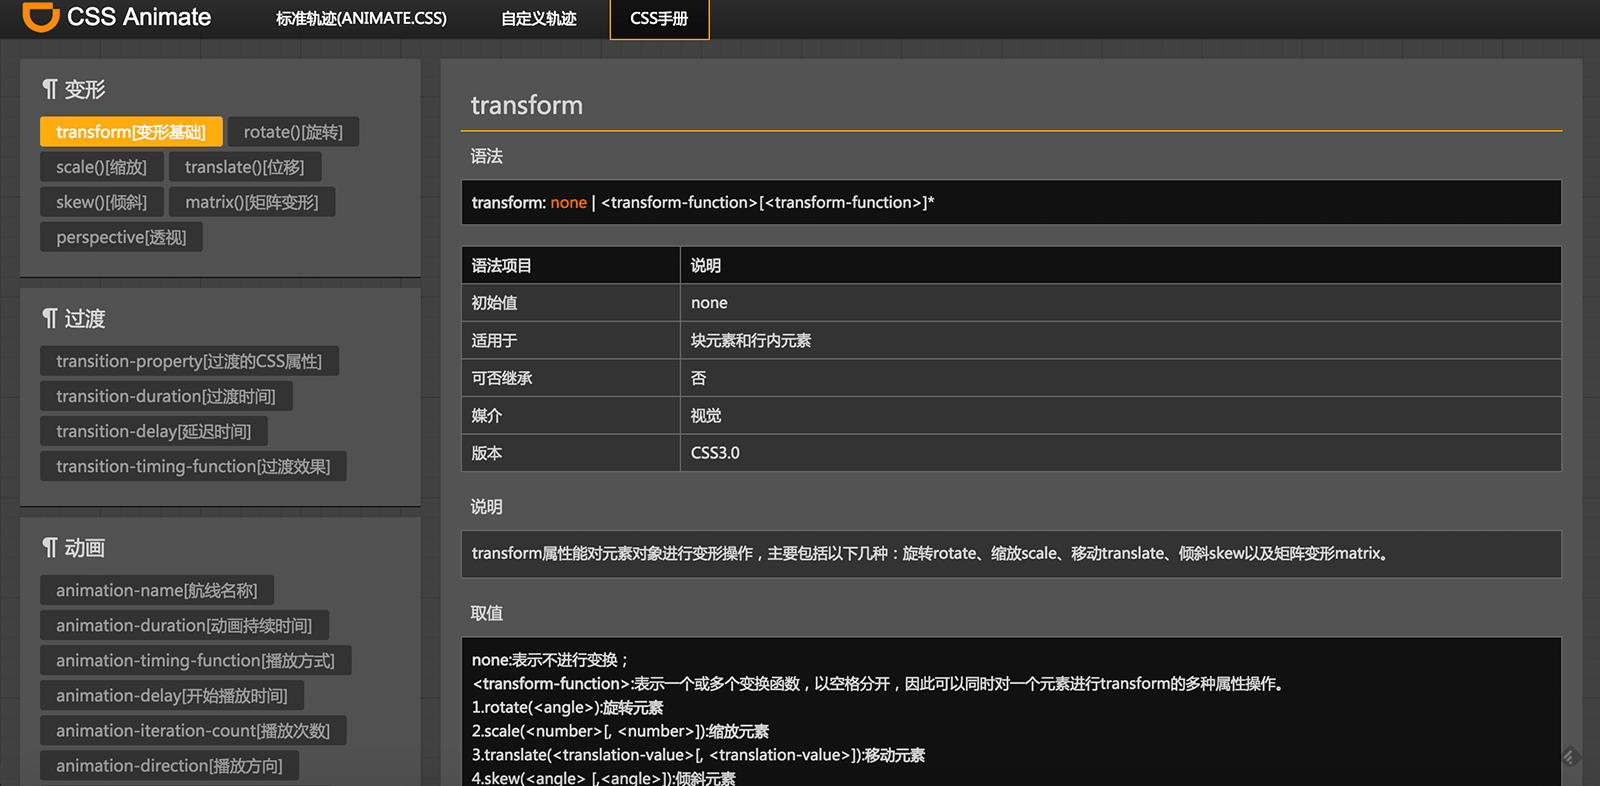 CSS Animate
标准轨迹(ANIMATE.CSS)
自定义轨迹
CSS手册
¶ 变形
transform[变形基础]
rotate()[旋转]
scale()[缩放]
translate()[位移]
skew()[倾斜]
matrix()[矩阵变形]
perspective[透视]
¶ 过渡
transition-property[过渡的CSS属性]
transition-duration[过渡时间]
transition-delay[延迟时间]
transition-timing-function[过渡效果]
¶ 动画
animation-name[航线名称]
animation-duration[动画持续时间]
animation-timing-function[播放方式]
animation-delay[开始播放时间]
animation-iteration-count[播放次数]
animation-direction[播放方向]
transform
语法
transform: none | <transform-function>[<transform-function>]*
语法项目 说明
初始值 none
适用于 块元素和行内元素
可否继承 否
媒介 视觉
版本 CSS3.0
说明
transform属性能对元素对象进行变形操作，主要包括以下几种：旋转rotate、缩放scale、移动translate、倾斜skew以及矩阵变形matrix。
取值
none:表示不进行变换；
<transform-function>:表示一个或多个变换函数，以空格分开，因此可以同时对一个元素进行transform的多种属性操作。
1.rotate(<angle>):旋转元素
2.scale(<number>[, <number>]):缩放元素
3.translate(<translation-value>[, <translation-value>]):移动元素
4.skew(<angle> [,<angle>]):倾斜元素